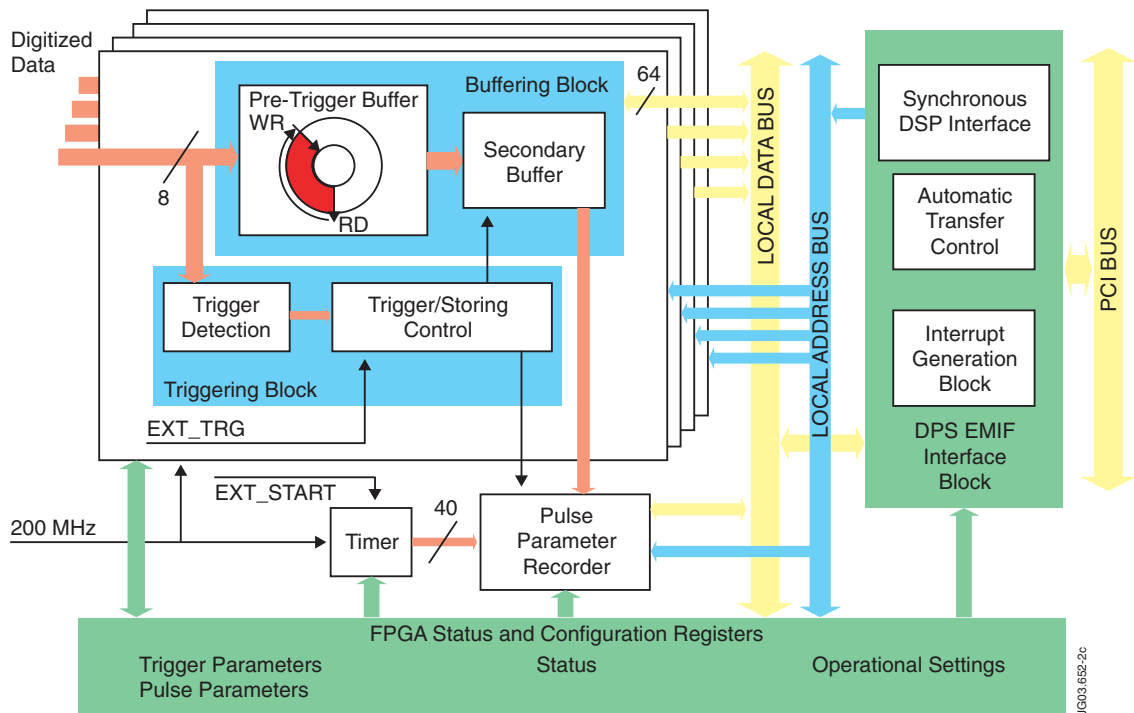 Digitized
Data
Buffering Block
64
Pre-Trigger Buffer
WR
RD
Secondary
Buffer
8
Trigger
Detection
Trigger/Storing
Control
Triggering Block
EXT_TRG
EXT_START
200 MHz
Timer
40
Pulse
Parameter
Recorder
LOCAL DATA BUS
LOCAL ADDRESS BUS
Synchronous
DSP Interface
Automatic
Transfer
Control
Interrupt
Generation
Block
DPS EMIF
Interface
Block
PCI BUS
FPGA Status and Configuration Registers
Trigger Parameters
Pulse Parameters
Status
Operational Settings
JG03.652-2c